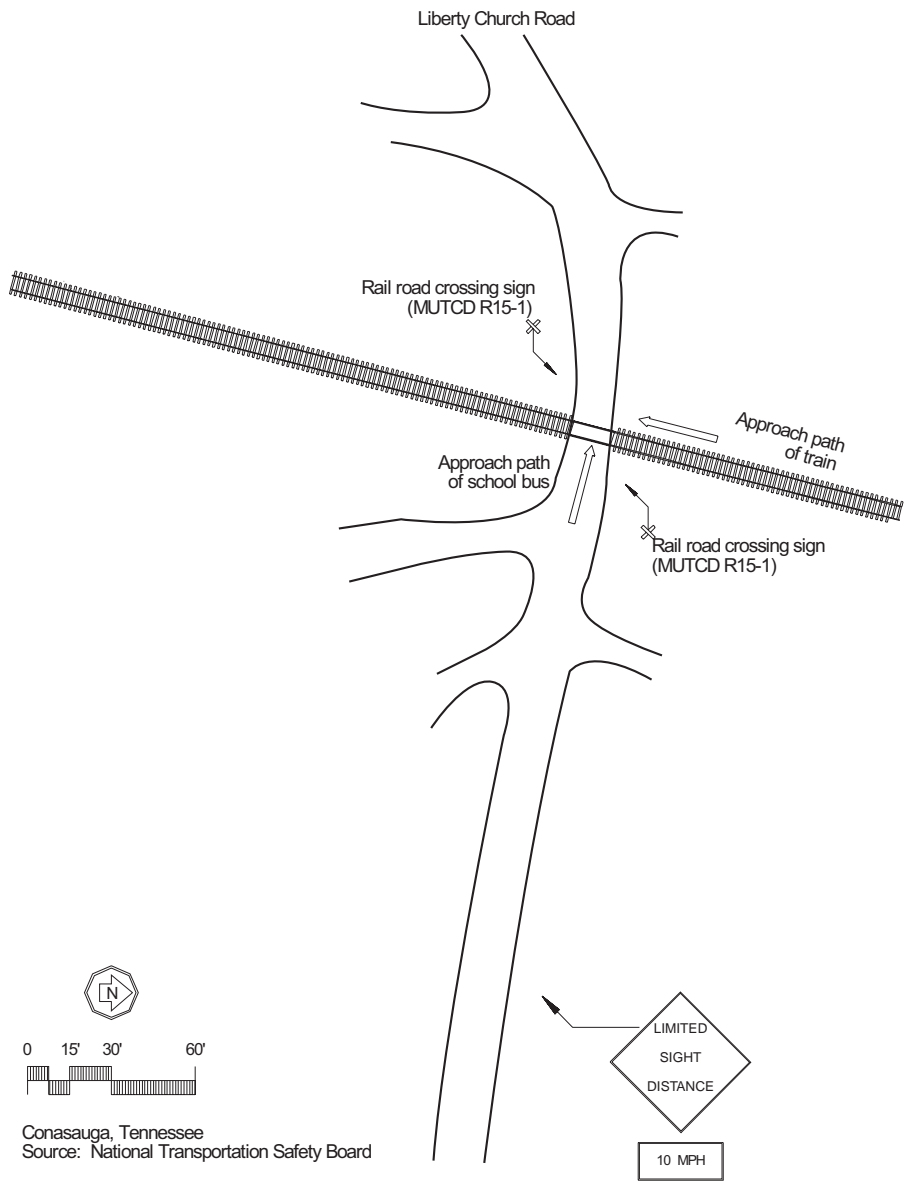 Liberty Church Road
Rail road crossing sign
(MUTCD R15-1)
Approach path
of train
Approach path
of school bus
Rail road crossing sign
(MUTCD R15-1)
N
0 15' 30' 60'
LIMITED
SIGHT
DISTANCE
10 MPH
Conasauga, Tennessee
Source: National Transportation Safety Board